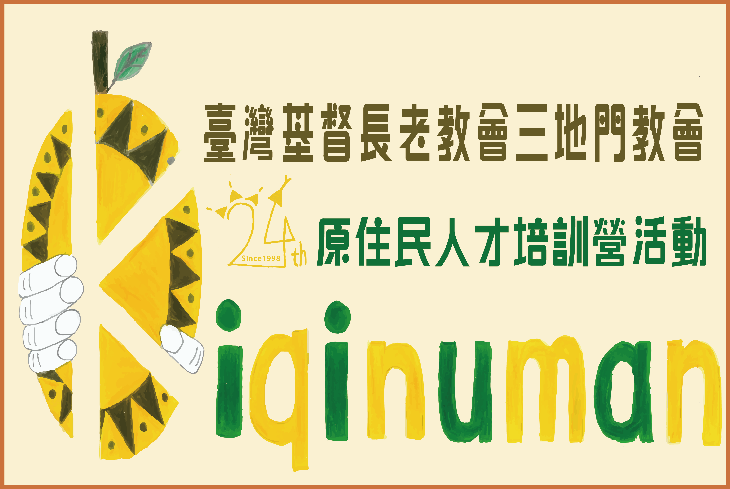 臺灣基督長老教會三地門教會
24th
Since1998
原住民人才培訓營活動
Kiqinuman